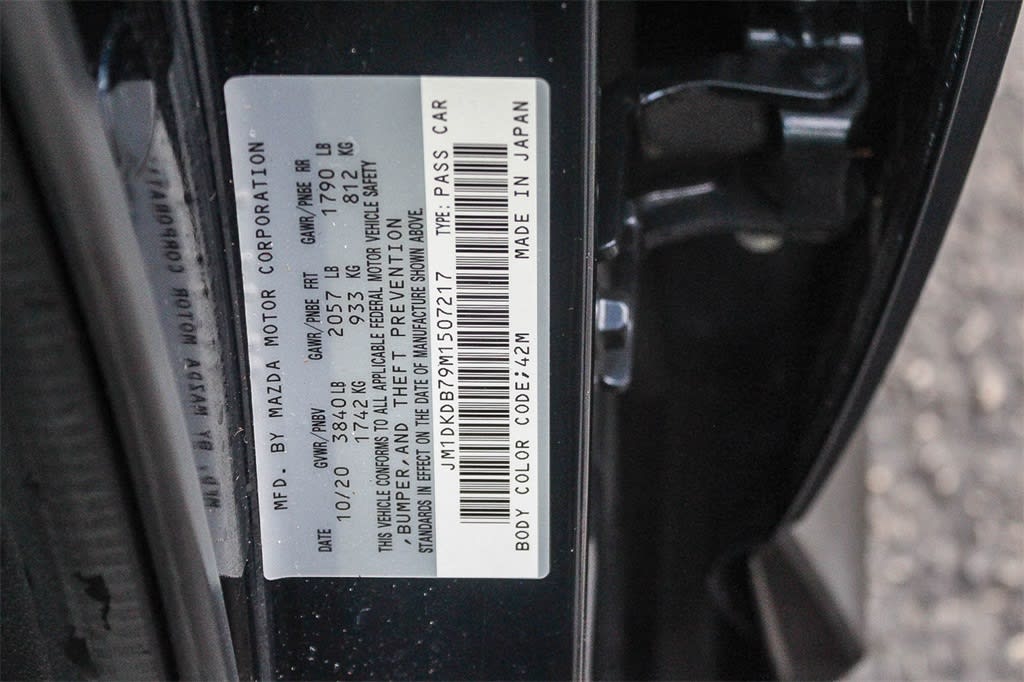 MFD. BY MAZDA MOTOR CORPORATION
DATE GVWR/PNBV GAWR/PNBE FRT GAWR/PNBE RR
10/20 3840 LB 2057 LB 1790 LB
1742 KG 933 KG 812 KG
THIS VEHICLE CONFORMS TO ALL APPLICABLE FEDERAL MOTOR VEHICLE SAFETY
,BUMPER,AND THEFT PREVENTION
STANDARDS IN EFFECT ON THE DATE OF MANUFACTURE SHOWN ABOVE
JM1DKDB79M1507217 TYPE: PASS CAR
BODY COLOR CODE;42M MADE IN JAPAN